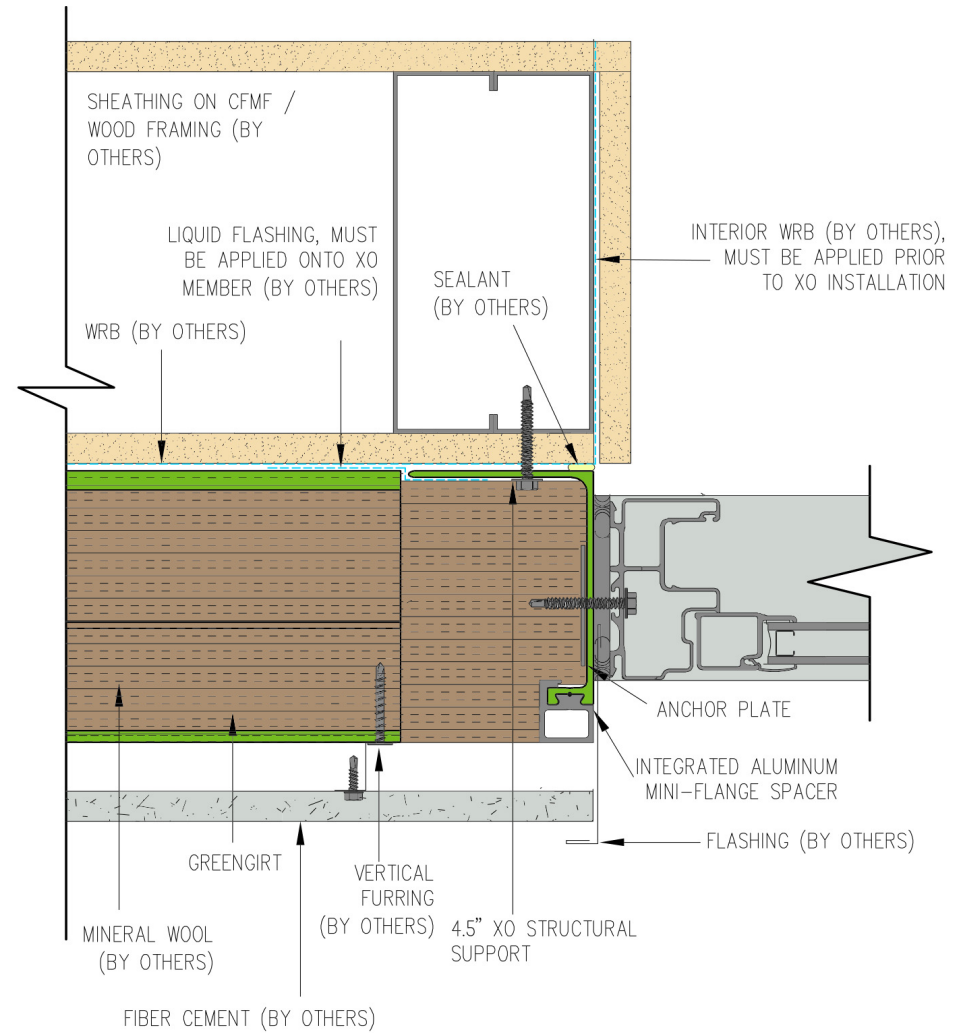 SHEATHING ON CFMF /
WOOD FRAMING (BY
OTHERS)
LIQUID FLASHING, MUST
BE APPLIED ONTO XO
MEMBER (BY OTHERS)
WRB (BY OTHERS)
SEALANT
(BY OTHERS)
INTERIOR WRB (BY OTHERS),
MUST BE APPLIED PRIOR
TO XO INSTALLATION
ANCHOR PLATE
INTEGRATED ALUMINUM
MINI-FLANGE SPACER
FLASHING (BY OTHERS)
GREENGIRT
VERTICAL
FURRING
(BY OTHERS)
4.5" XO STRUCTURAL
SUPPORT
MINERAL WOOL
(BY OTHERS)
FIBER CEMENT (BY OTHERS)